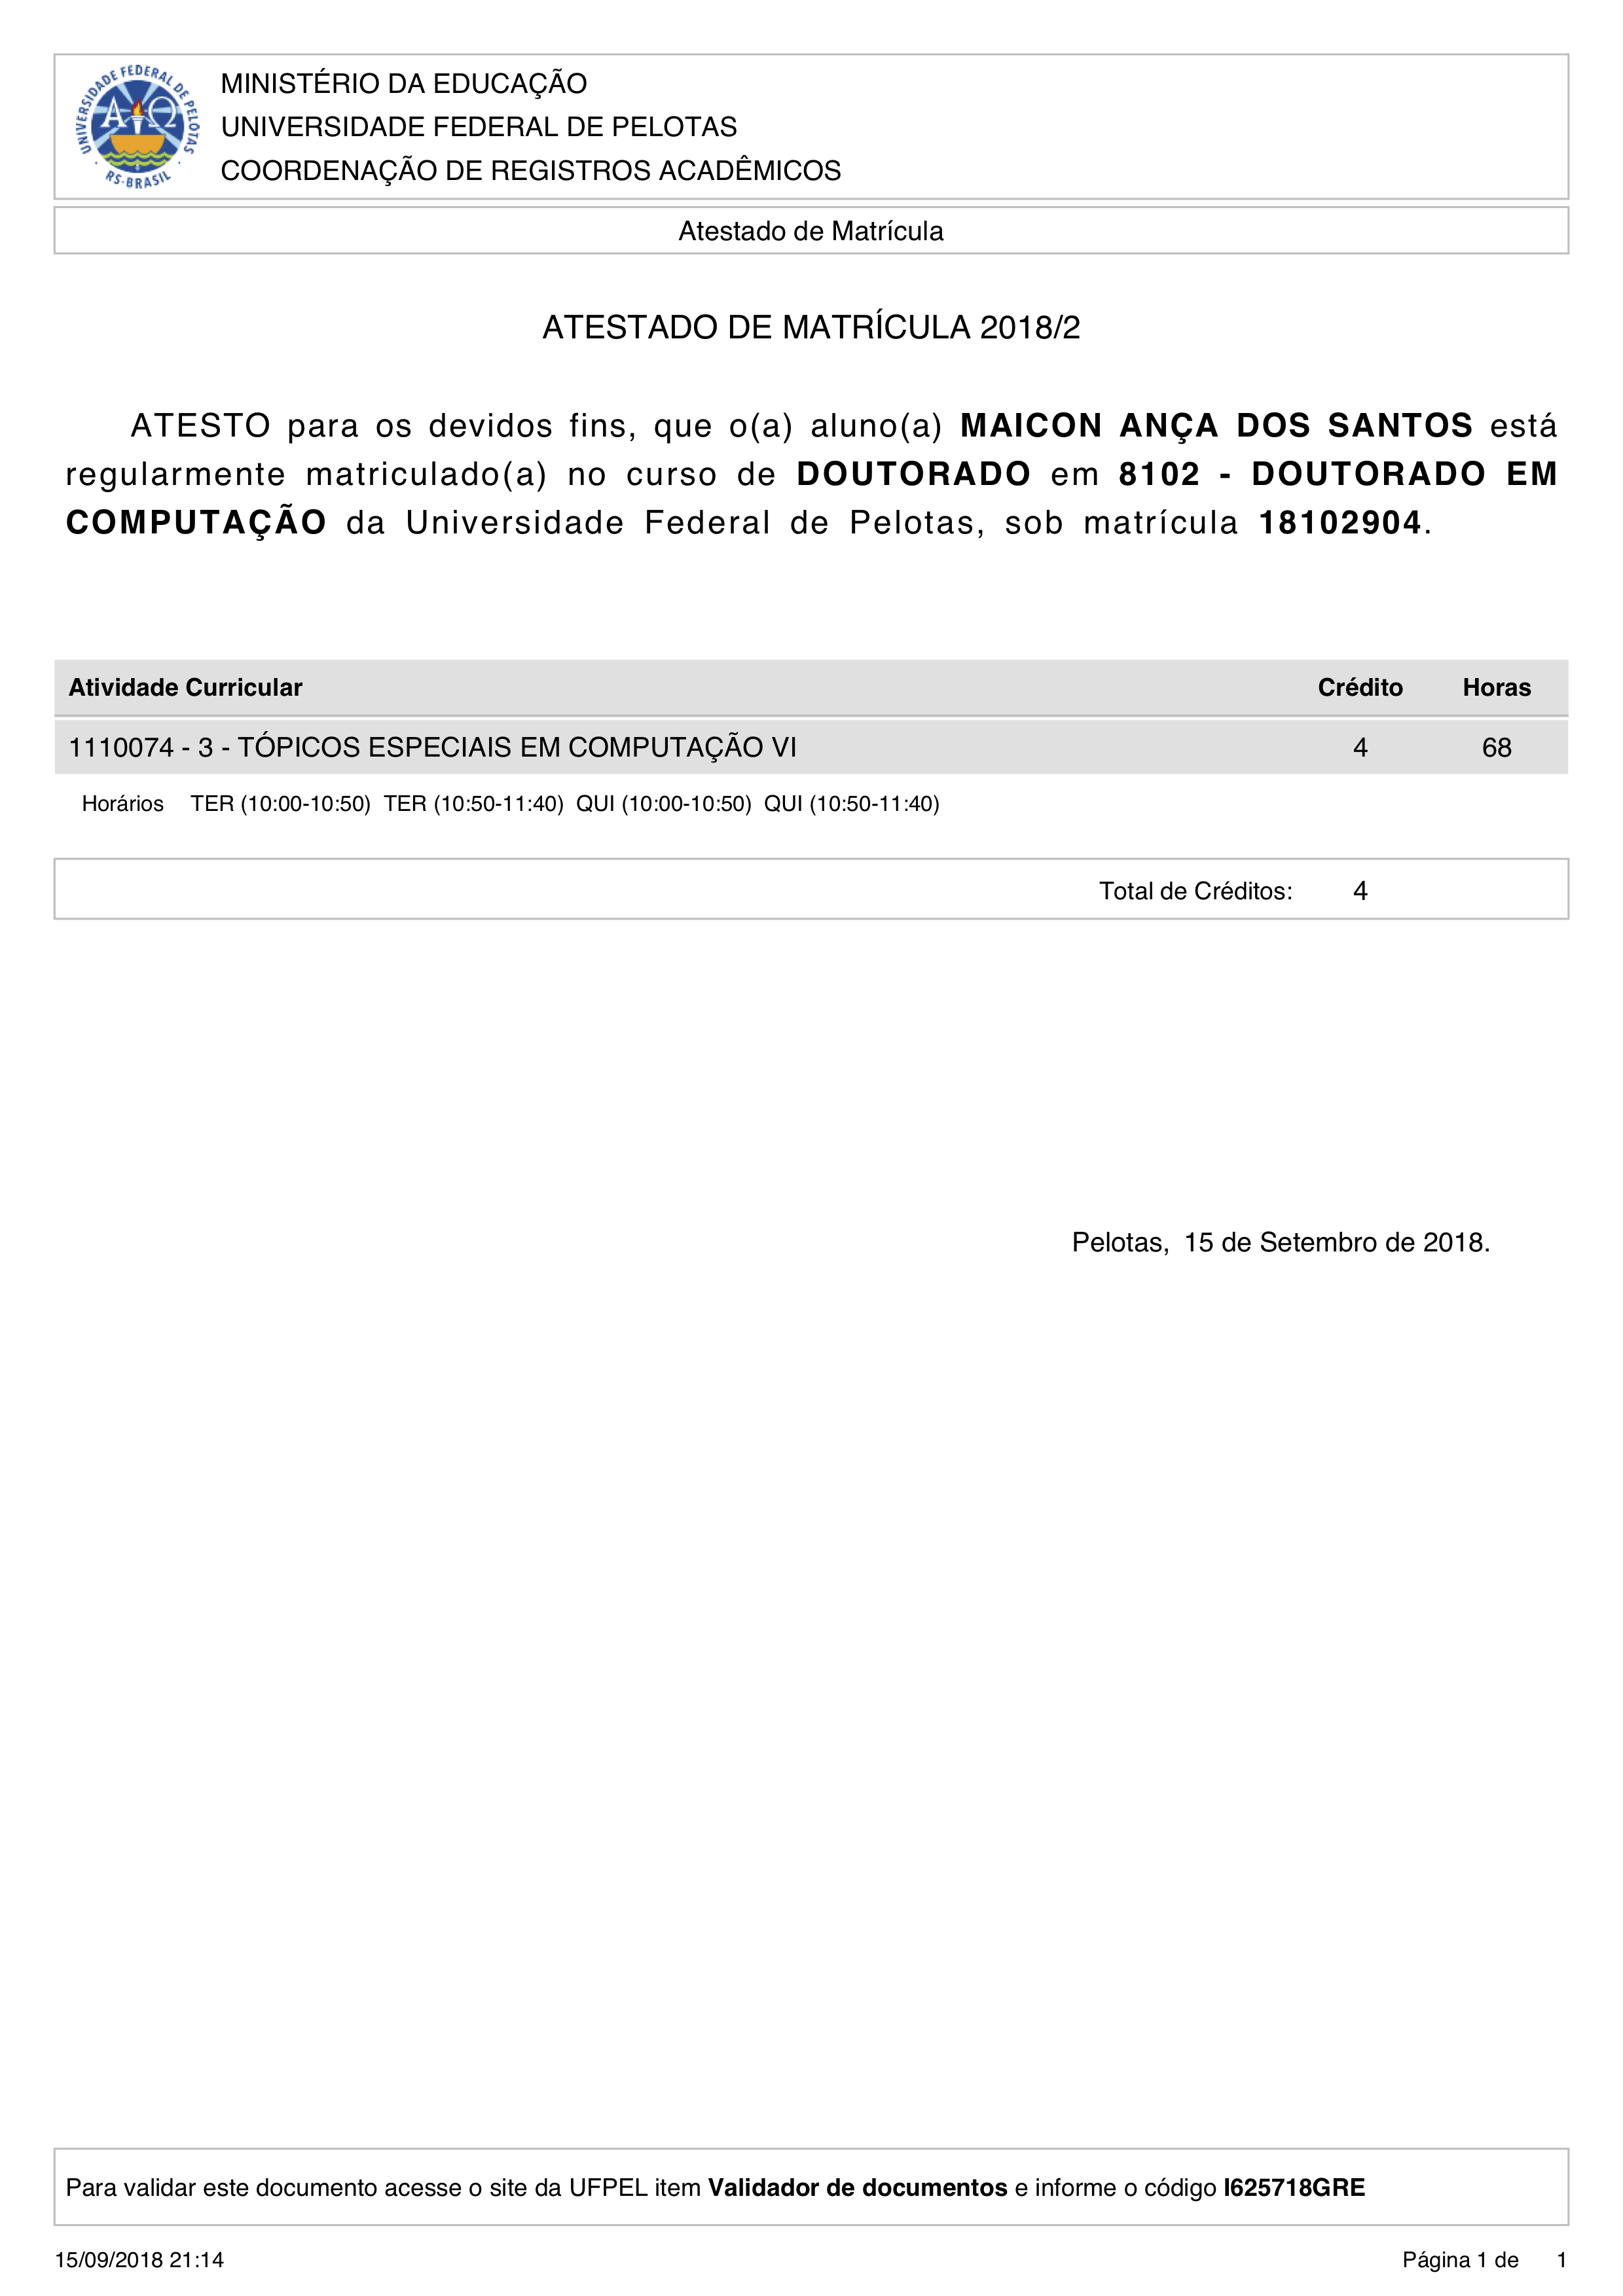 UNIVERSIDADE FEDERAL DE PELOTAS
RS-BRASIL
ΑΩ
MINISTÉRIO DA EDUCAÇÃO
UNIVERSIDADE FEDERAL DE PELOTAS
COORDENAÇÃO DE REGISTROS ACADÊMICOS
Atestado de Matrícula
ATESTADO DE MATRÍCULA 2018/2
ATESTO para os devidos fins, que o(a) aluno(a) MAICON ANÇA DOS SANTOS está
regularmente matriculado(a) no curso de DOUTORADO em 8102 - DOUTORADO EM
COMPUTAÇÃO da Universidade Federal de Pelotas, sob matrícula 18102904.
Atividade Curricular Crédito Horas
1110074 - 3 - TÓPICOS ESPECIAIS EM COMPUTAÇÃO VI 4 68
Horários TER (10:00-10:50) TER (10:50-11:40) QUI (10:00-10:50) QUI (10:50-11:40)
Total de Créditos: 4
Pelotas, 15 de Setembro de 2018.
Para validar este documento acesse o site da UFPEL item Validador de documentos e informe o código I625718GRE
15/09/2018 21:14 Página 1 de 1